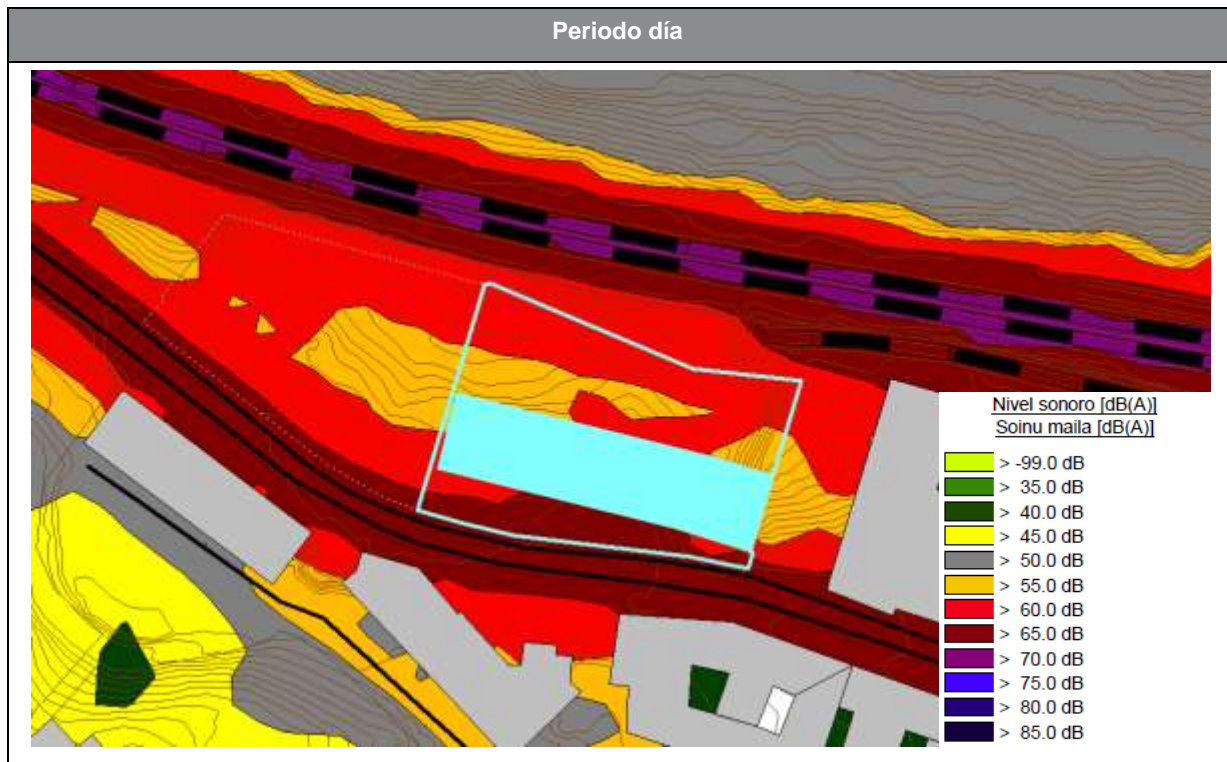 Periodo día
Nivel sonoro [dB(A)]
Soinu maila [dB(A)]
> -99.0 dB
> 35.0 dB
> 40.0 dB
> 45.0 dB
> 50.0 dB
> 55.0 dB
> 60.0 dB
> 65.0 dB
> 70.0 dB
> 75.0 dB
> 80.0 dB
> 85.0 dB